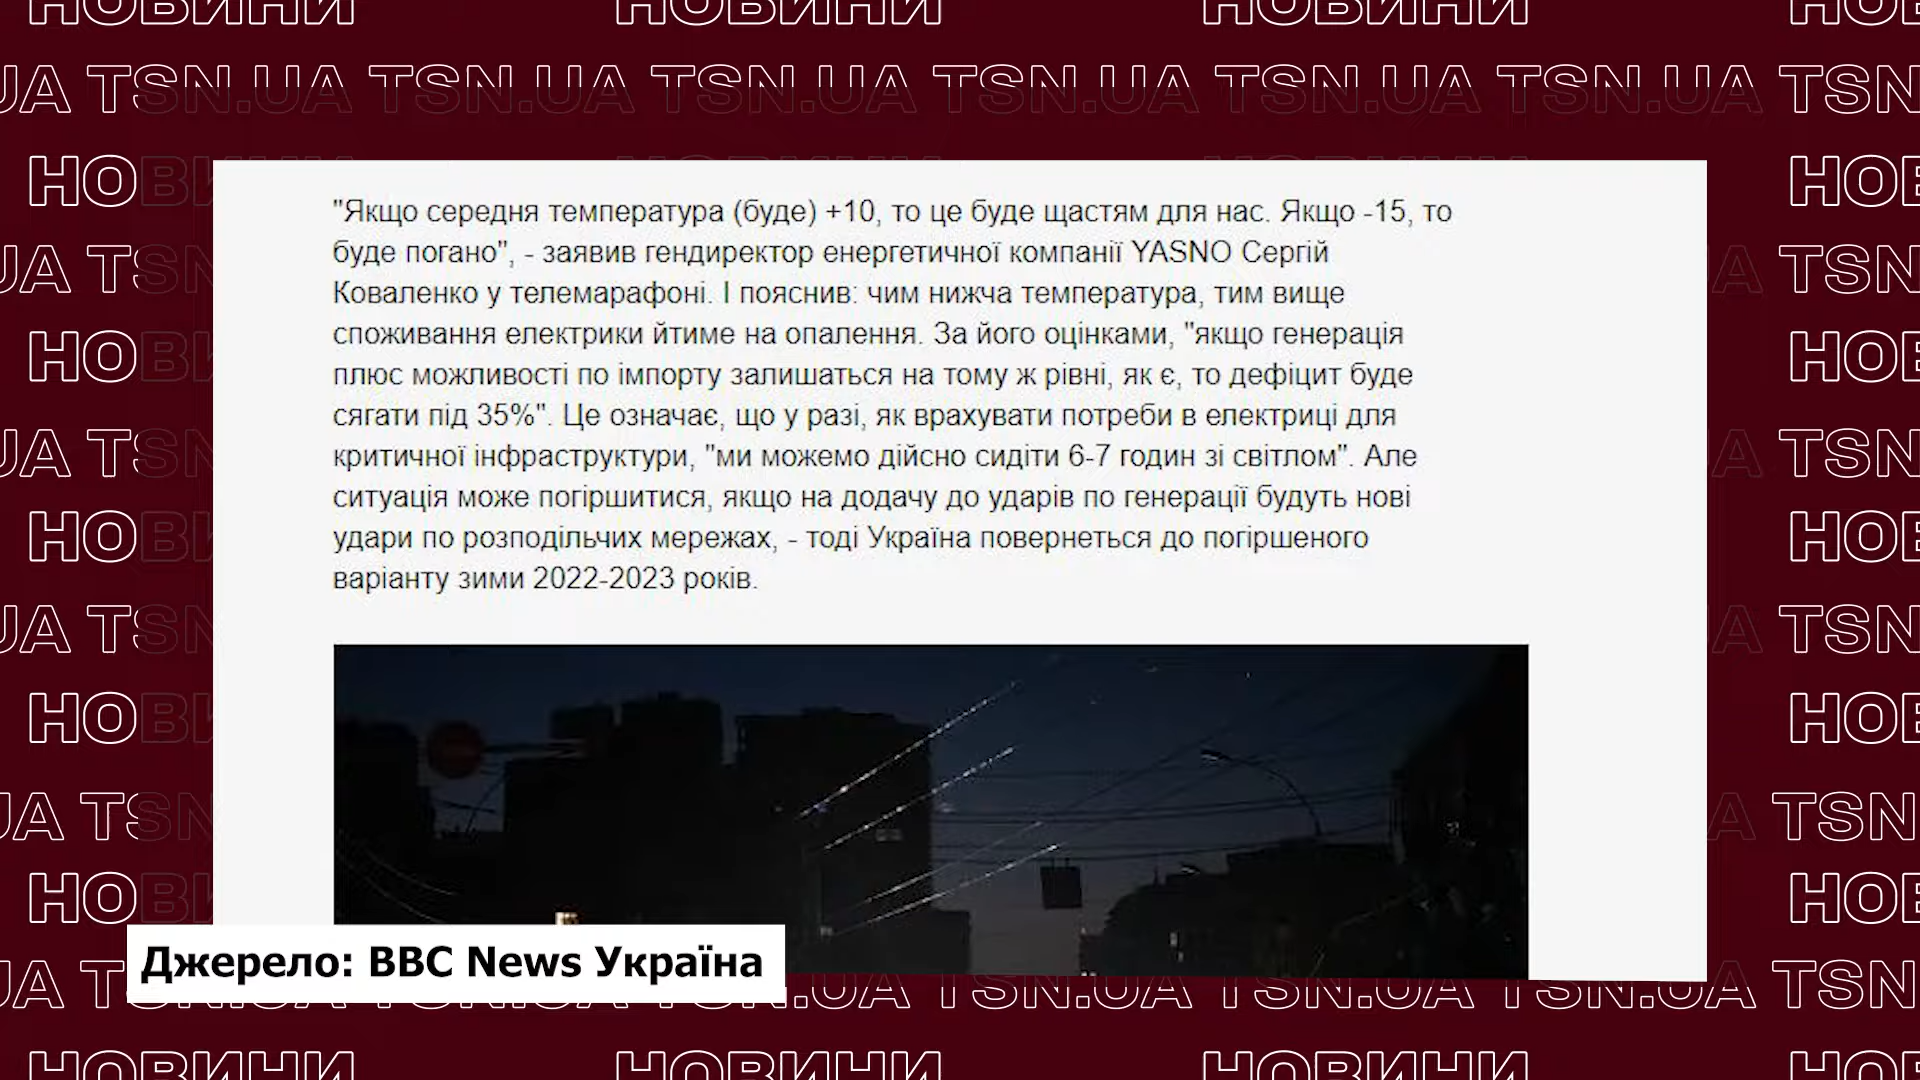 НОВИНИ НОВИНИ НОВИНИ
TSN.UA TSN.UA TSN.UA TSN.UA TSN.UA TSN.UA TSN
"Якщо середня температура (буде) +10, то це буде щастям для нас. Якщо -15, то
буде погано", - заявив гендиректор енергетичної компанії YASNO Сергій
Коваленко у телемарафоні. І пояснив: чим нижча температура, тим вище
споживання електрики йтиме на опалення. За його оцінками, "якщо генерація
плюс можливості по імпорту залишаться на тому ж рівні, як є, то дефіцит буде
сягати під 35%". Це означає, що у разі, як врахувати потреби в електриці для
критичної інфраструктури, "ми можемо дійсно сидіти 6-7 годин зі світлом". Але
ситуація може погіршитися, якщо на додачу до ударів по генерації будуть нові
удари по розподільчих мережах, - тоді Україна повернеться до погіршеного
варіанту зими 2022-2023 років.
Джерело: BBC News Україна
НОВИНИ НОВИНИ НОВИНИ